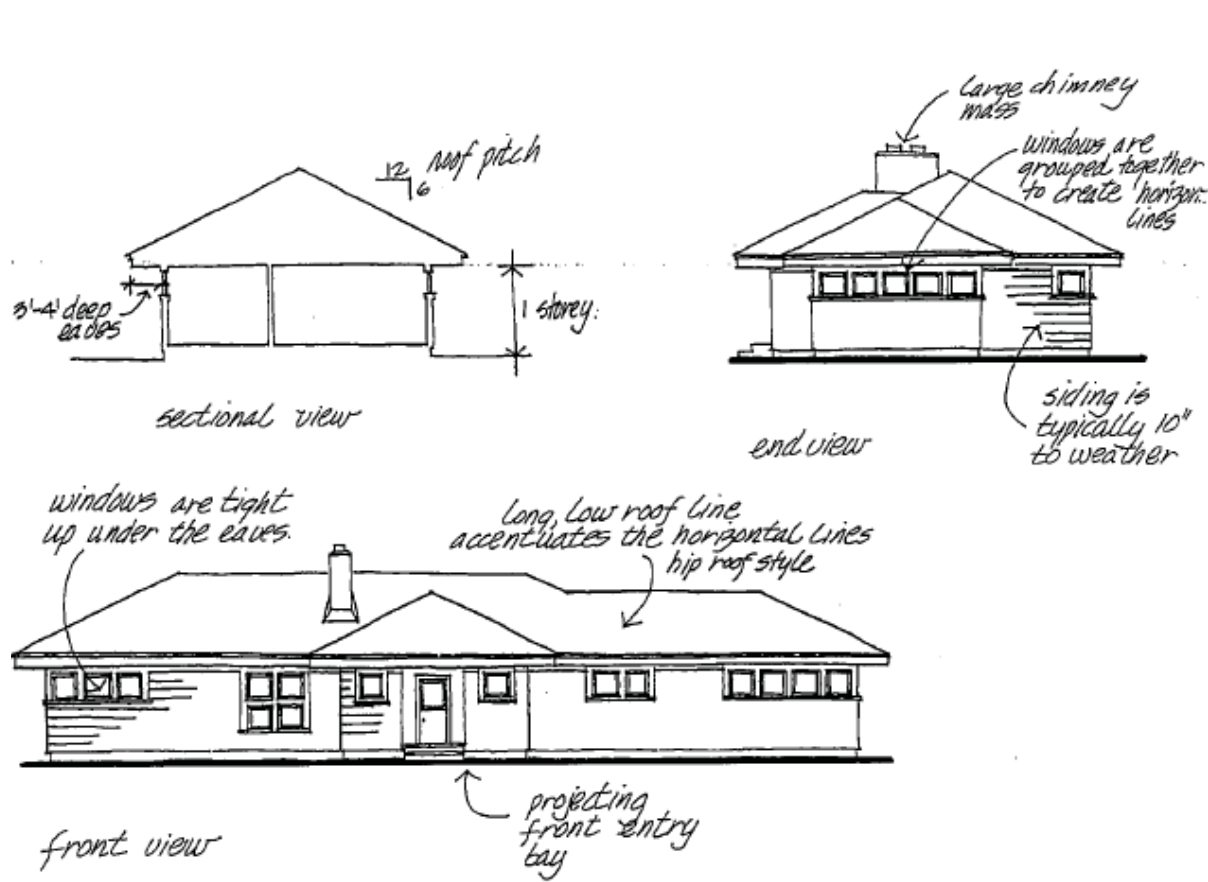 large chimney
mass
12
6
roof pitch
windows are
grouped together
to create horizon..
lines
3'-4' deep
eaves
1 storey.
siding is
typically 10"
to weather
sectional view
end view
windows are tight
up under the eaves.
long, low roof line
accentuates the horizontal lines
hip roof style
projecting
front entry
bay
front view